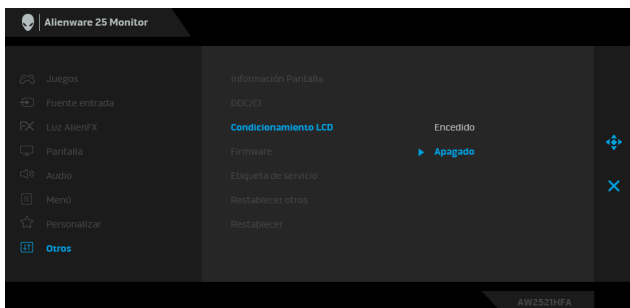 Alienware 25 Monitor
Juegos
Fuente entrada
FX Luz AlienFX
Pantalla
Audio
Menú
Personalizar
Otros
Información Pantalla
DDC/CI
Condicionamiento LCD
Firmware
Etiqueta de servicio
Restablecer otros
Restablecer
Encedido
Apagado
AW2521HFA